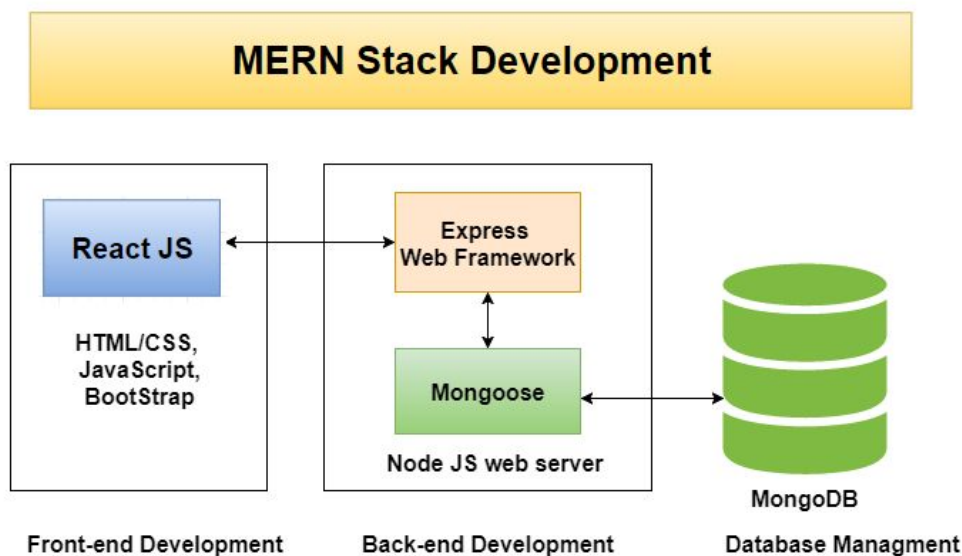 MERN Stack Development
React JS
HTML/CSS,
JavaScript,
BootStrap
Front-end Development
Express
Web Framework
Mongoose
Node JS web server
Back-end Development
MongoDB
Database Managment